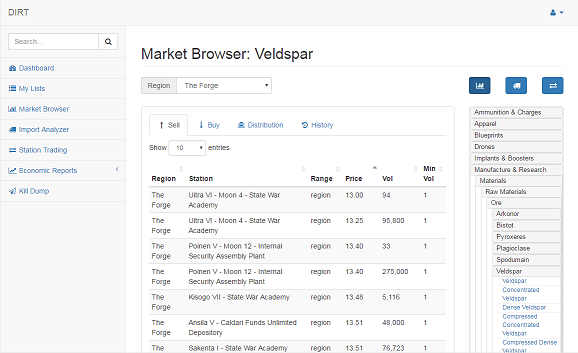 DIRT
Search...
Dashboard
My Lists
Market Browser
Import Analyzer
Station Trading
Economic Reports
Kill Dump
Market Browser: Veldspar
Region The Forge
Sell Buy Distribution History
Show 10 entries
Region Station Range Price Vol Min Vol
The Forge Uitra VI - Moon 4 - State War Academy region 13.00 94 1
The Forge Uitra VI - Moon 4 - State War Academy region 13.25 95,800 1
The Forge Poinen V - Moon 12 - Internal Security Assembly Plant region 13.40 33 1
The Forge Poinen V - Moon 12 - Internal Security Assembly Plant region 13.40 275,000 1
The Forge Kisogo VII - State War Academy region 13.48 5,116 1
The Forge Ansila V - Caldari Funds Unlimited Depository region 13.51 48,000 1
The Sakenta I - State War Academy region 13.51 76,723 1
Ammunition & Charges
Apparel
Blueprints
Drones
Implants & Boosters
Manufacture & Research
Materials
Raw Materials
Ore
Arkonor
Bistot
Pyroxeres
Plagioclase
Spodumain
Veldspar
Veldspar
Concentrated
Veldspar
Dense Veldspar
Compressed
Concentrated
Veldspar
Compressed Dense
Veldspar